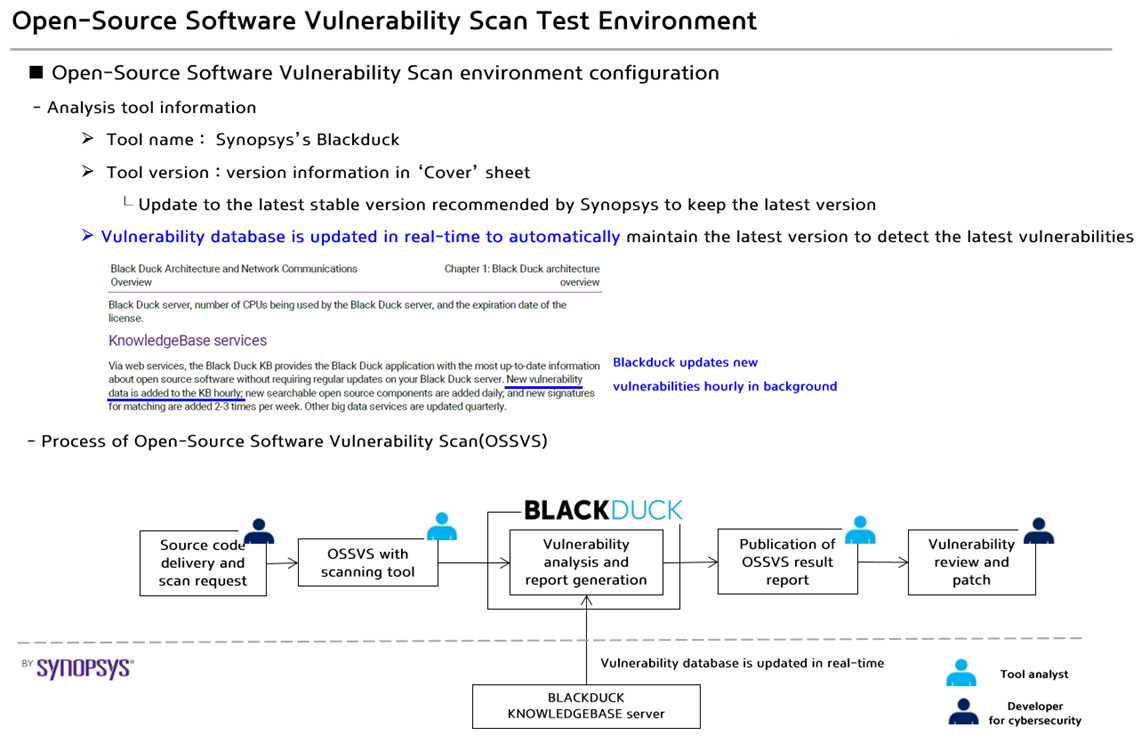 Open-Source Software Vulnerability Scan Test Environment
■ Open-Source Software Vulnerability Scan environment configuration
- Analysis tool information
➢ Tool name : Synopsys's Blackduck
➢ Tool version : version information in ‘Cover’ sheet
└ Update to the latest stable version recommended by Synopsys to keep the latest version
➢ Vulnerability database is updated in real-time to automatically maintain the latest version to detect the latest vulnerabilities
Black Duck Architecture and Network Communications
Overview
Chapter 1: Black Duck architecture
overview
Black Duck server, number of CPUs being used by the Black Duck server, and the expiration date of the
license.
KnowledgeBase services
Via web services, the Black Duck KB provides the Black Duck application with the most up-to-date information
about open source software without requiring regular updates on your Black Duck server. New vulnerability
data is added to the KB hourly; new searchable open source components are added daily; and new signatures
for matching are added 2-3 times per week. Other big data services are updated quarterly.
Blackduck updates new
vulnerabilities hourly in background
- Process of Open-Source Software Vulnerability Scan(OSSVS)
BLACKDUCK
Source code
delivery and
scan request
OSSVS with
scanning tool
Vulnerability
analysis and
report generation
Publication of
OSSVS result
report
Vulnerability
review and
patch
BY SYNOPSYS®
Vulnerability database is updated in real-time
BLACKDUCK
KNOWLEDGEBASE server
Tool analyst
Developer
for cybersecurity